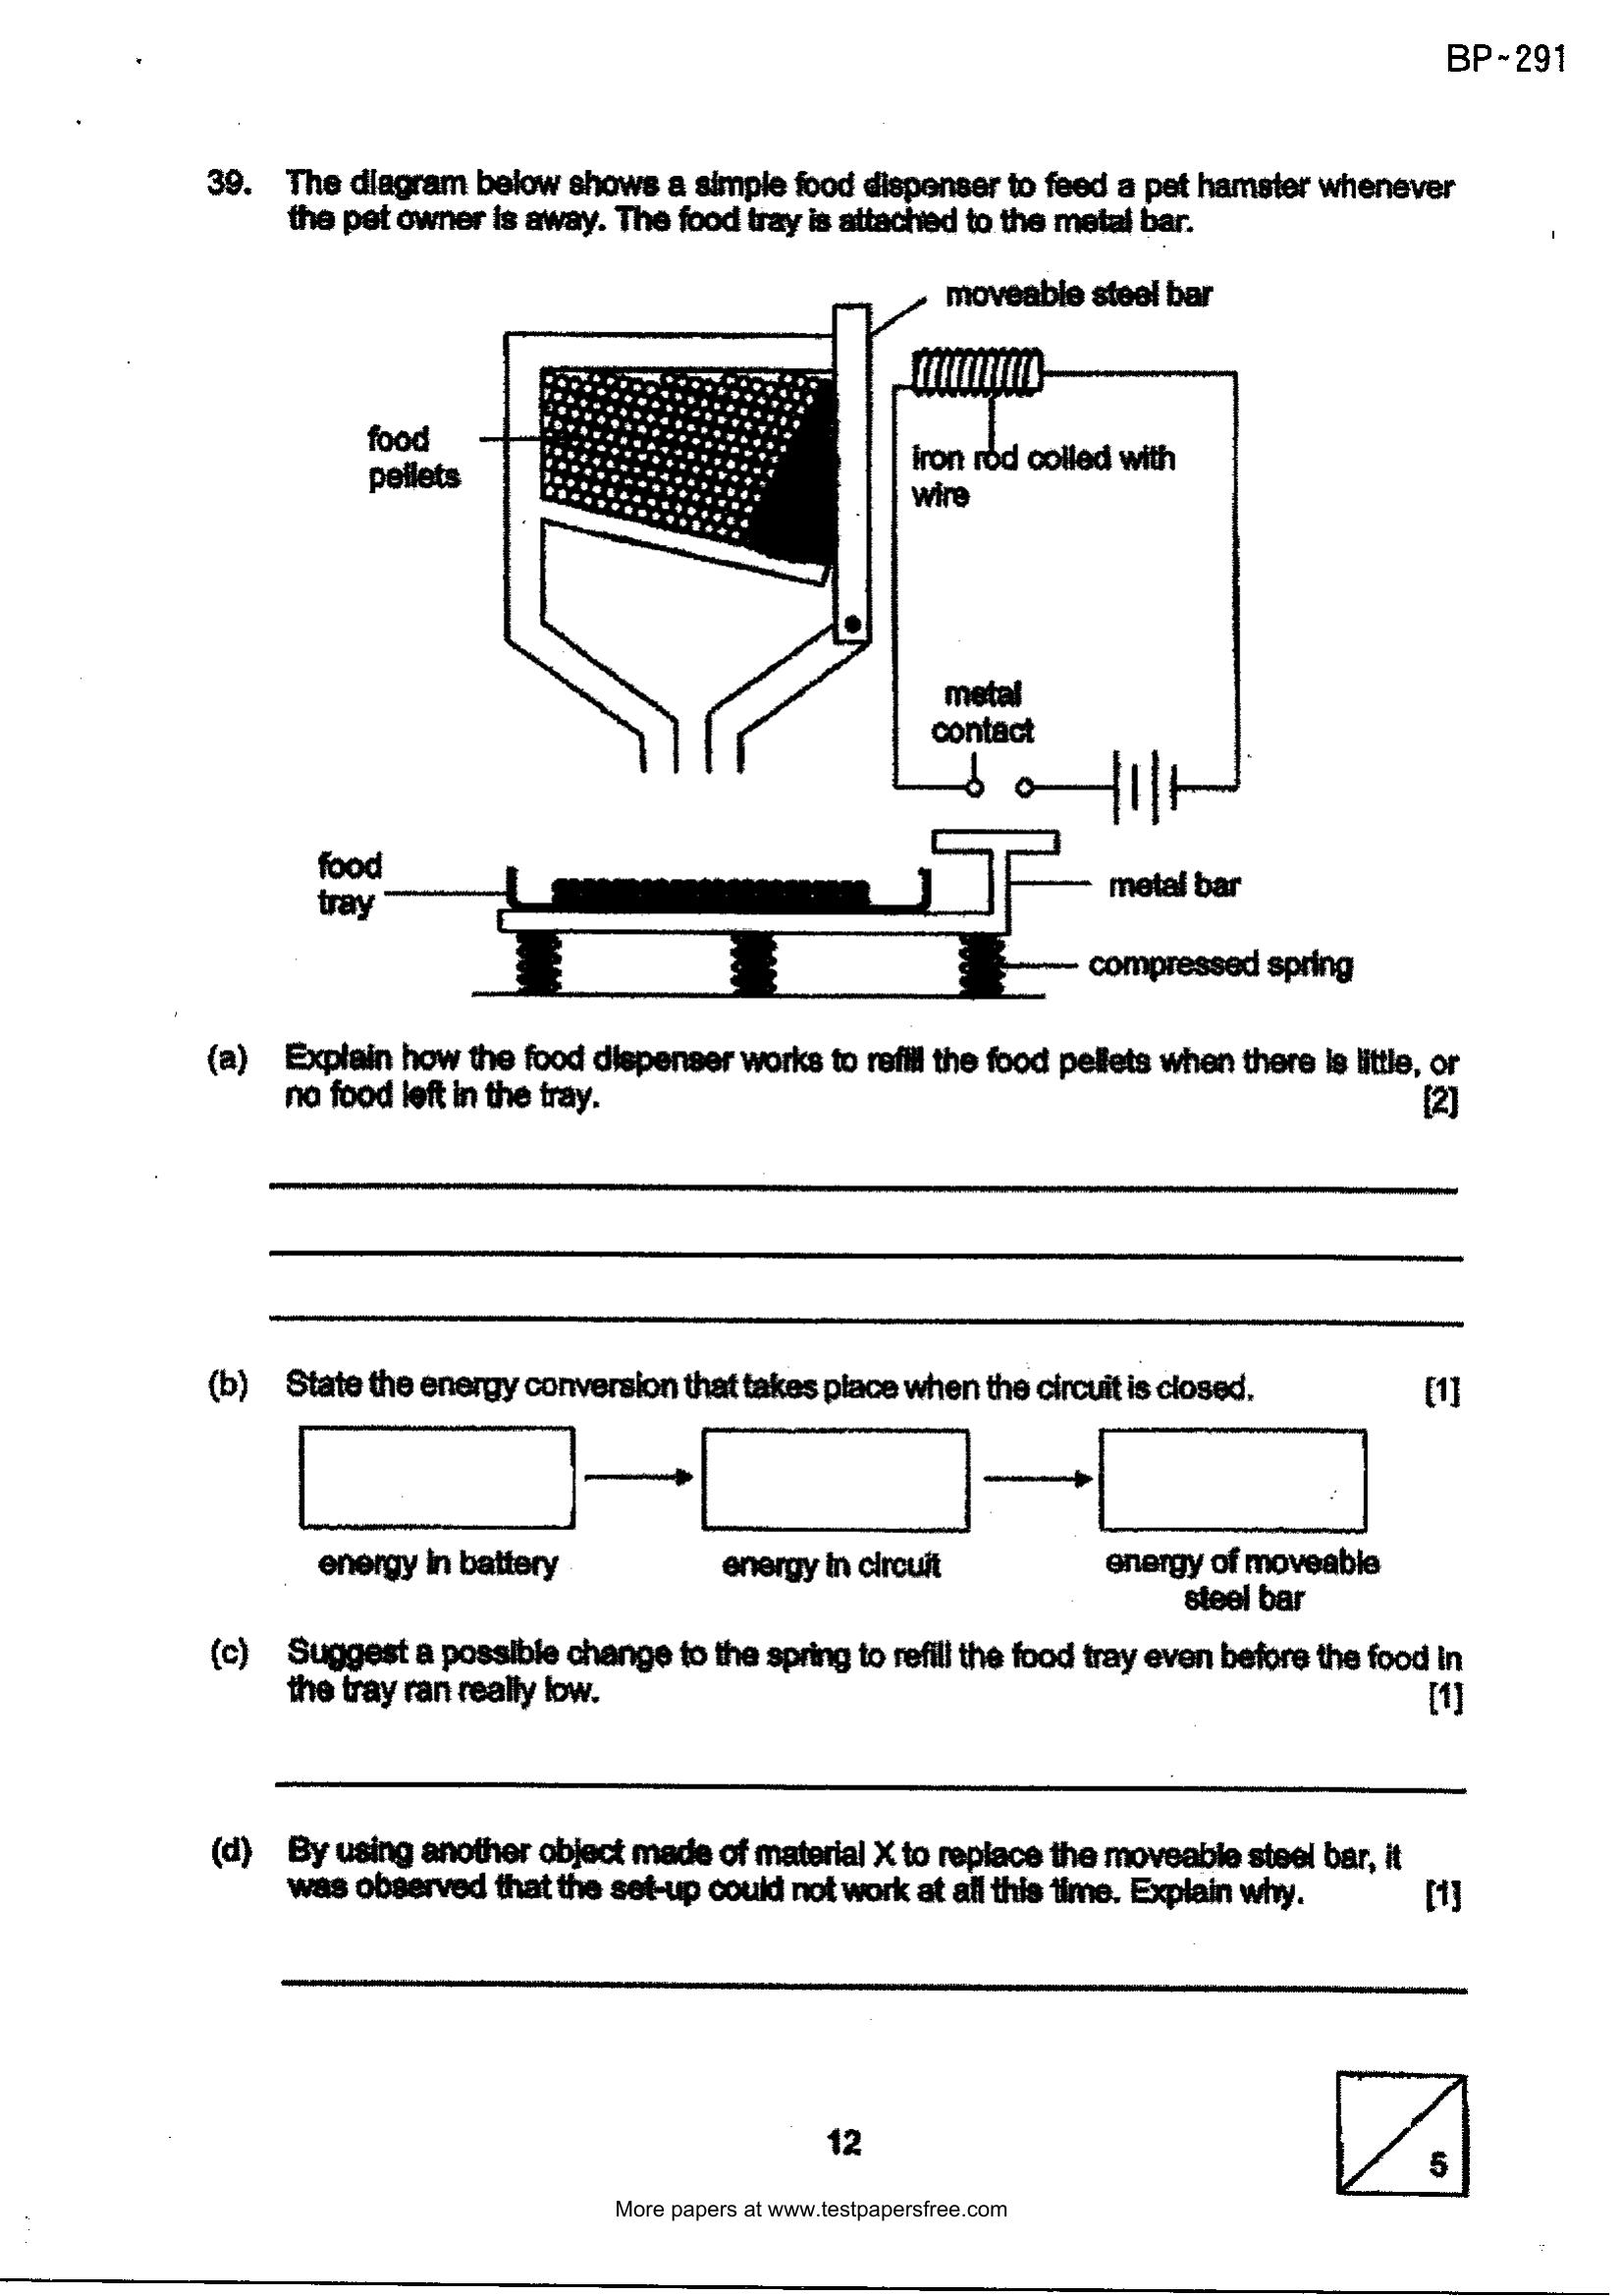 BP~291
39. The diagram below shows a simple food dispenser to feed a pet hamster whenever
the pet owner is away. The food tray is attached to the metal bar.
moveable steel bar
food
pellets
iron rod coiled with
wire
metal
contact
food
tray
metal bar
compressed spring
(a) Explain how the food dispenser works to refill the food pellets when there is little, or
no food left in the tray. [2]
(b) State the energy conversion that takes place when the circuit is closed. [1]
energy in battery
energy in circuit
energy of moveable
steel bar
(c) Suggest a possible change to the spring to refill the food tray even before the food in
the tray ran really low. [1]
(d) By using another object made of material X to replace the moveable steel bar, it
was observed that the set-up could not work at all this time. Explain why. [1]
12
5
More papers at www.testpapersfree.com